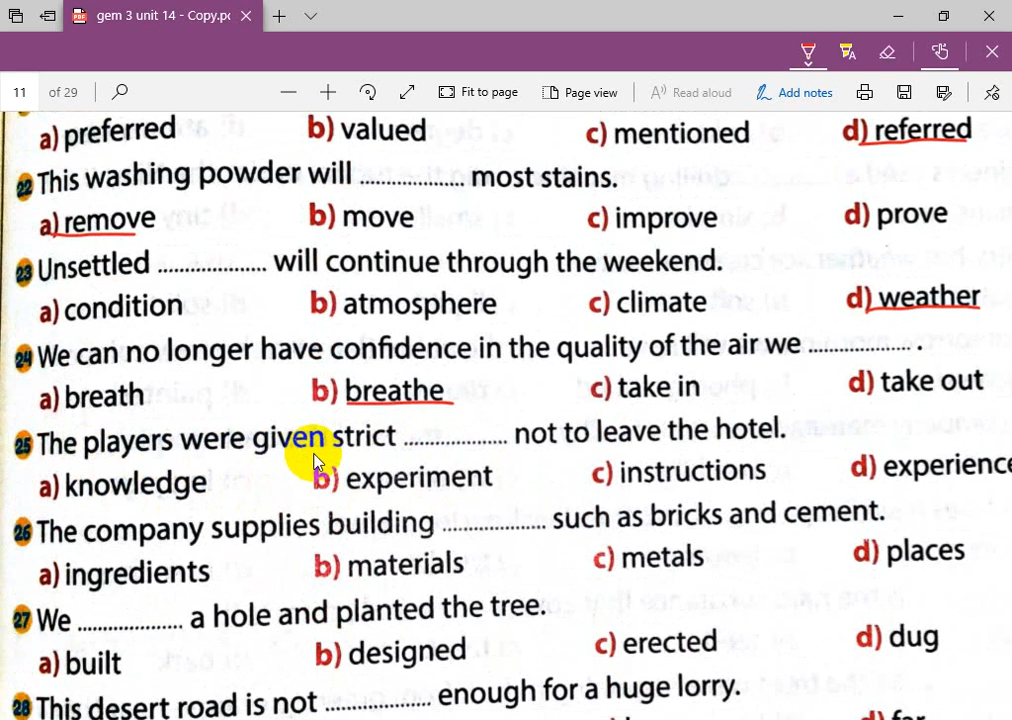 gem 3 unit 14 - Copy.pc
11 of 29 Fit to page Page view Read aloud Add notes
a) preferred b) valued c) mentioned d) referred
22 This washing powder will .................... most stains.
a) remove b) move c) improve d) prove
23 Unsettled .................... will continue through the weekend.
a) condition b) atmosphere c) climate d) weather
24 We can no longer have confidence in the quality of the air we ....................
a) breath b) breathe c) take in d) take out
25 The players were given strict .................... not to leave the hotel.
a) knowledge b) experiment c) instructions d) experience
26 The company supplies building .................... such as bricks and cement.
a) ingredients b) materials c) metals d) places
27 We .................... a hole and planted the tree.
a) built b) designed c) erected d) dug
28 This desert road is not .................... enough for a huge lorry.